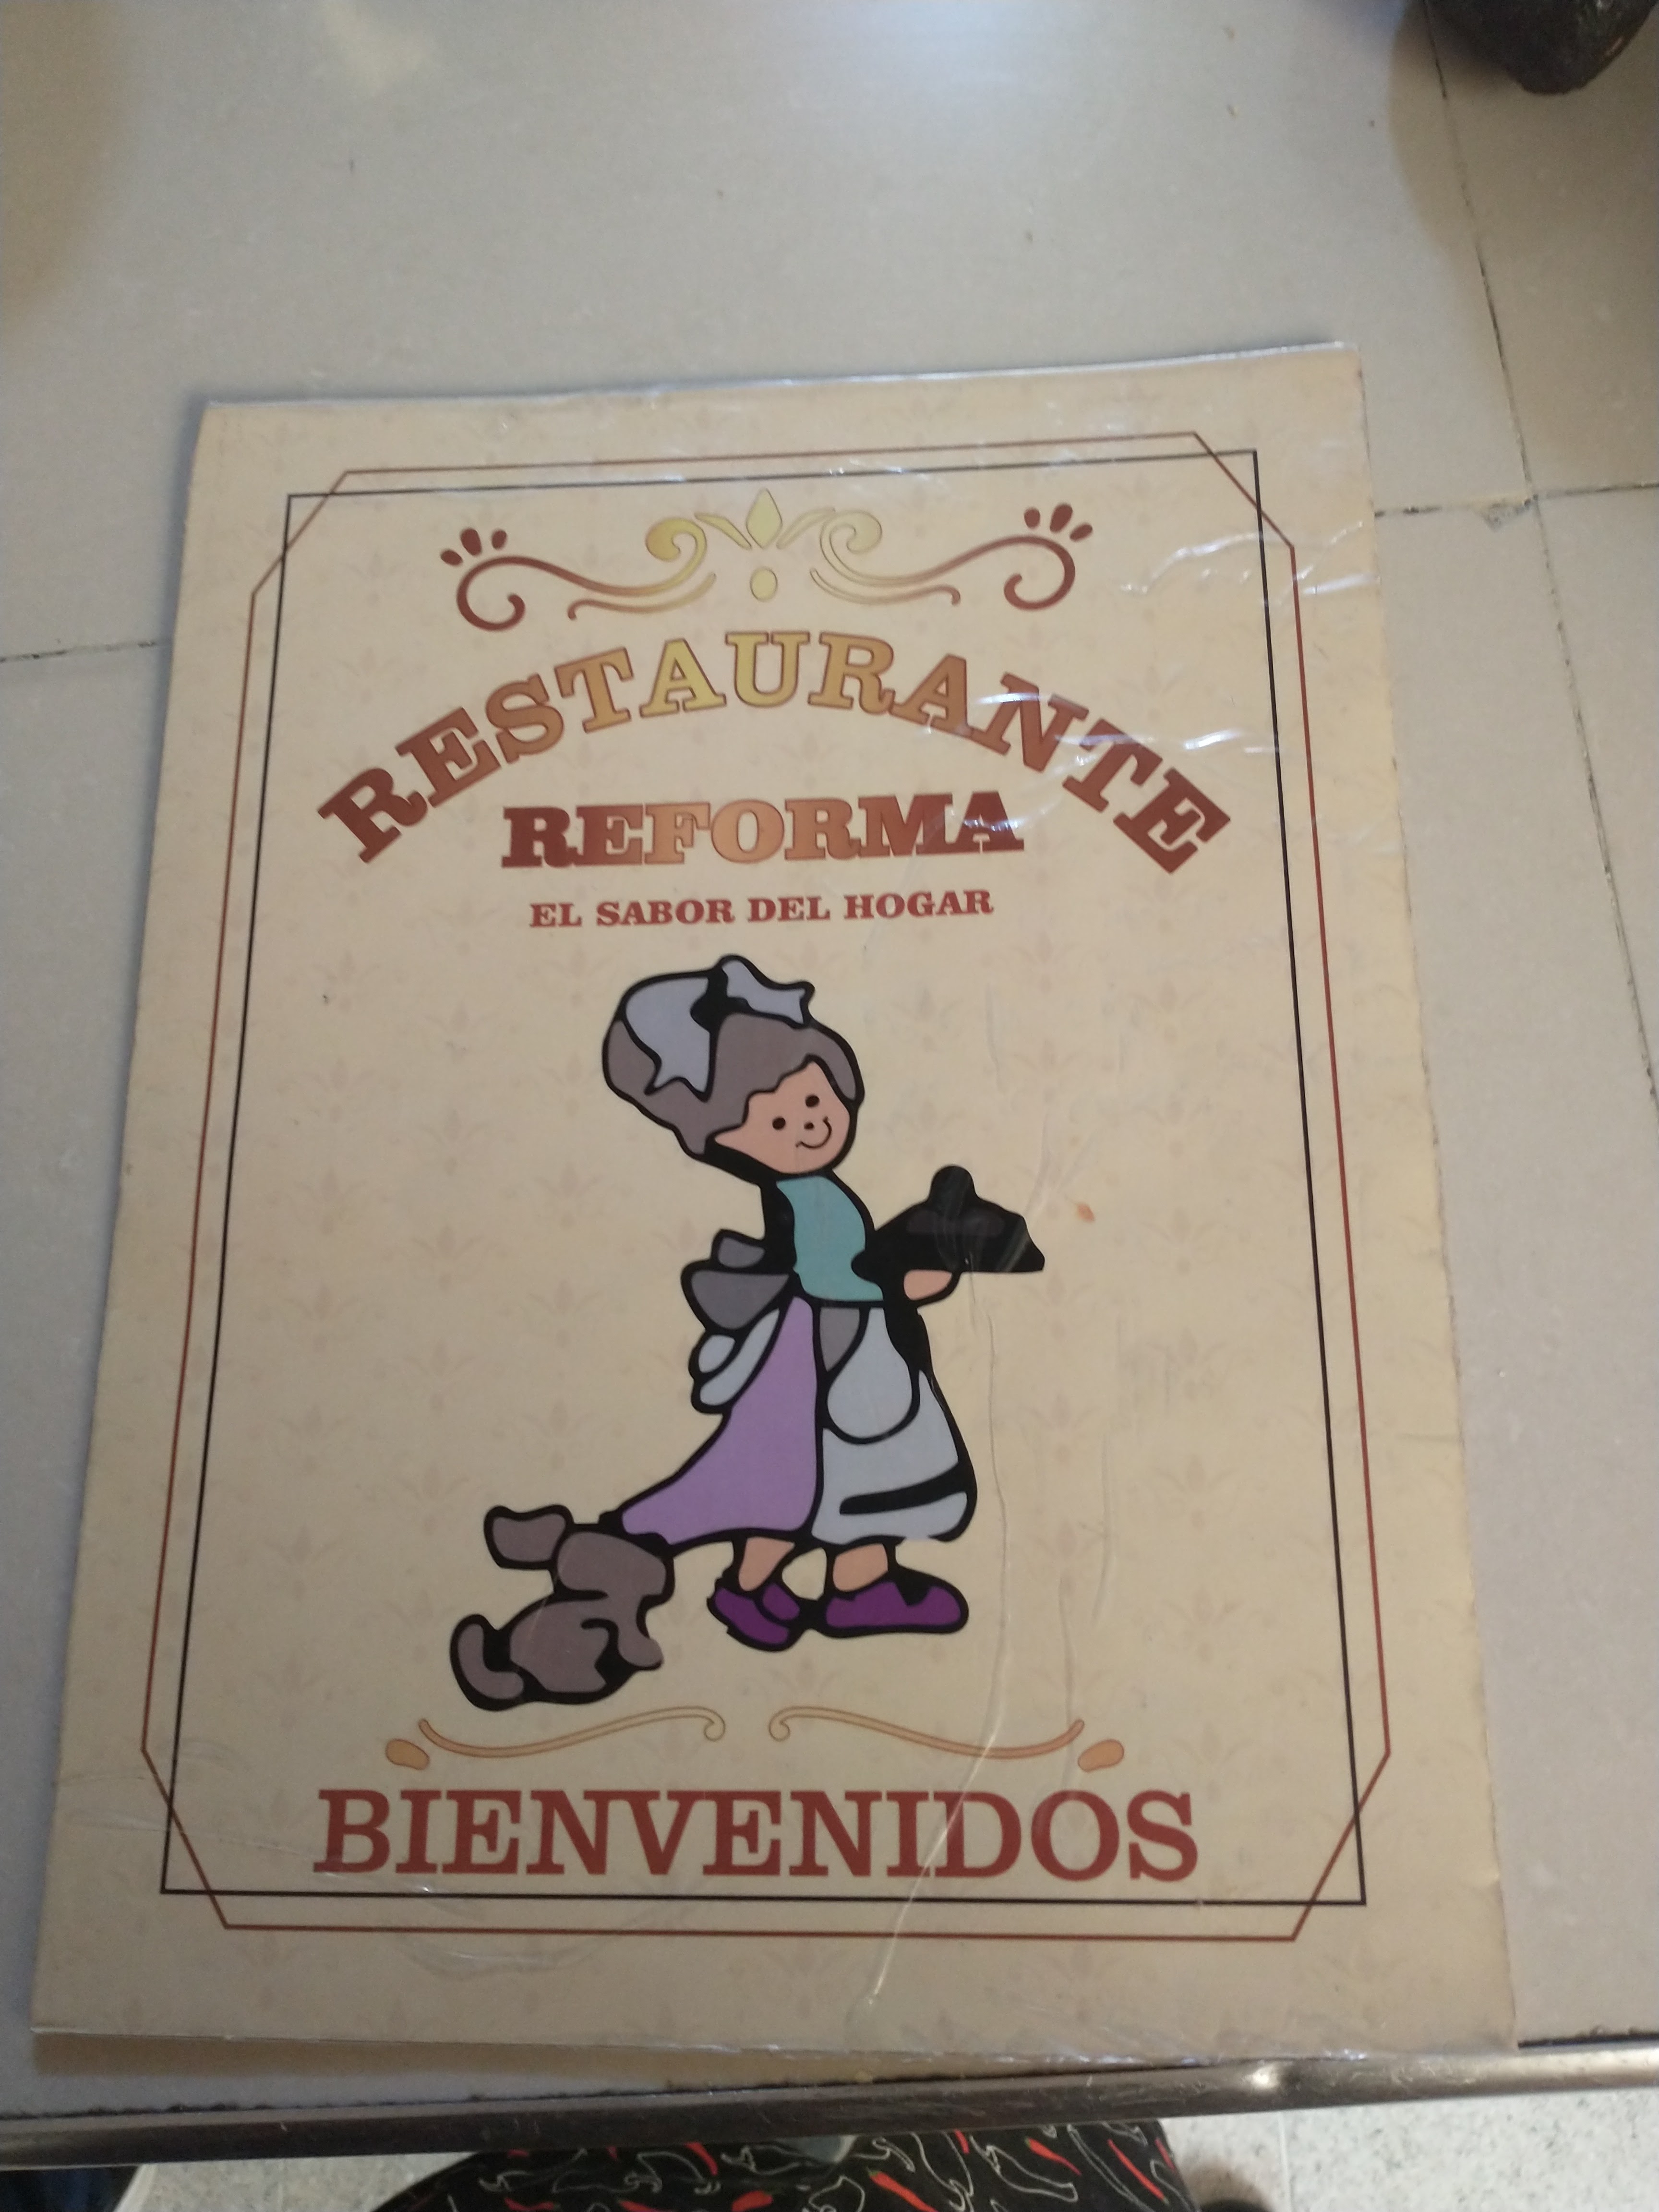 RESTAURANTE
REFORMA
EL SABOR DEL HOGAR
BIENVENIDOS